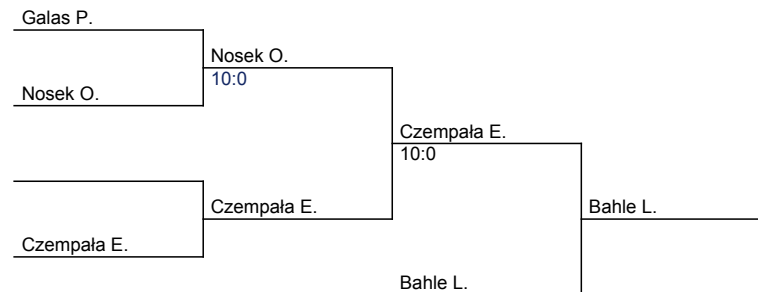 Galas P.
Nosek O.
10:0
Nosek O.
Czempała E.
10:0
Czempała E.
Bahle L.
Czempała E.
Bahle L.